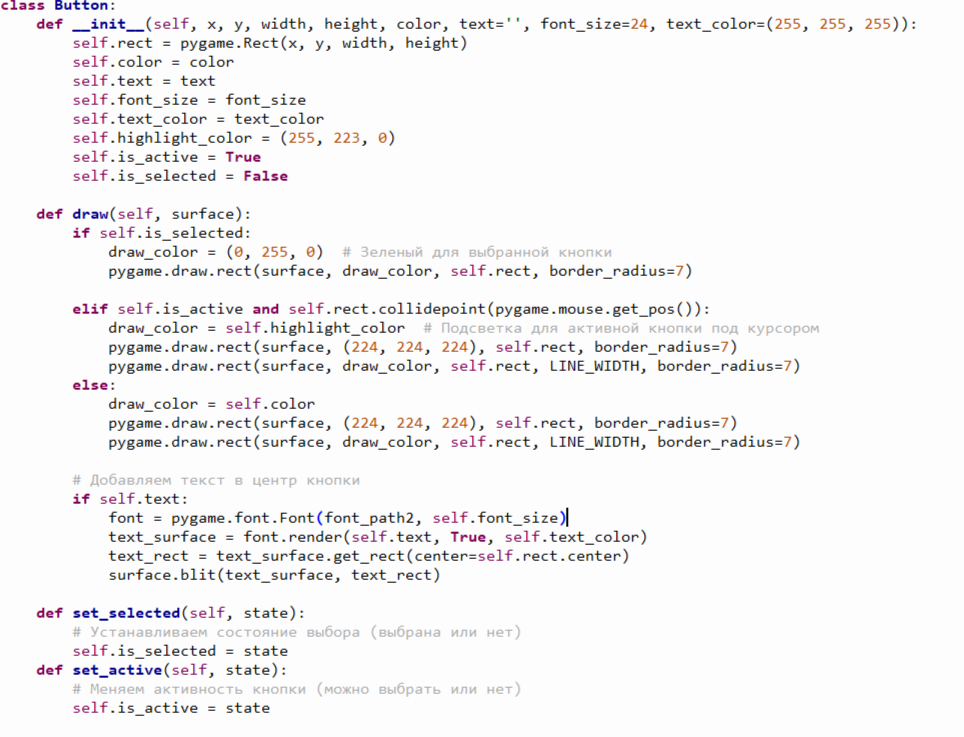 class Button:
    def __init__(self, x, y, width, height, color, text='', font_size=24, text_color=(255, 255, 255)):
        self.rect = pygame.Rect(x, y, width, height)
        self.color = color
        self.text = text
        self.font_size = font_size
        self.text_color = text_color
        self.highlight_color = (255, 223, 0)
        self.is_active = True
        self.is_selected = False

    def draw(self, surface):
        if self.is_selected:
            draw_color = (0, 255, 0)  # Зеленый для выбранной кнопки
            pygame.draw.rect(surface, draw_color, self.rect, border_radius=7)

        elif self.is_active and self.rect.collidepoint(pygame.mouse.get_pos()):
            draw_color = self.highlight_color  # Подсветка для активной кнопки под курсором
            pygame.draw.rect(surface, (224, 224, 224), self.rect, border_radius=7)
            pygame.draw.rect(surface, draw_color, self.rect, LINE_WIDTH, border_radius=7)
        else:
            draw_color = self.color
            pygame.draw.rect(surface, (224, 224, 224), self.rect, border_radius=7)
            pygame.draw.rect(surface, draw_color, self.rect, LINE_WIDTH, border_radius=7)

        # Добавляем текст в центр кнопки
        if self.text:
            font = pygame.font.Font(font_path2, self.font_size)
            text_surface = font.render(self.text, True, self.text_color)
            text_rect = text_surface.get_rect(center=self.rect.center)
            surface.blit(text_surface, text_rect)

    def set_selected(self, state):
        # Устанавливаем состояние выбора (выбрана или нет)
        self.is_selected = state
    def set_active(self, state):
        # Меняем активность кнопки (можно выбрать или нет)
        self.is_active = state